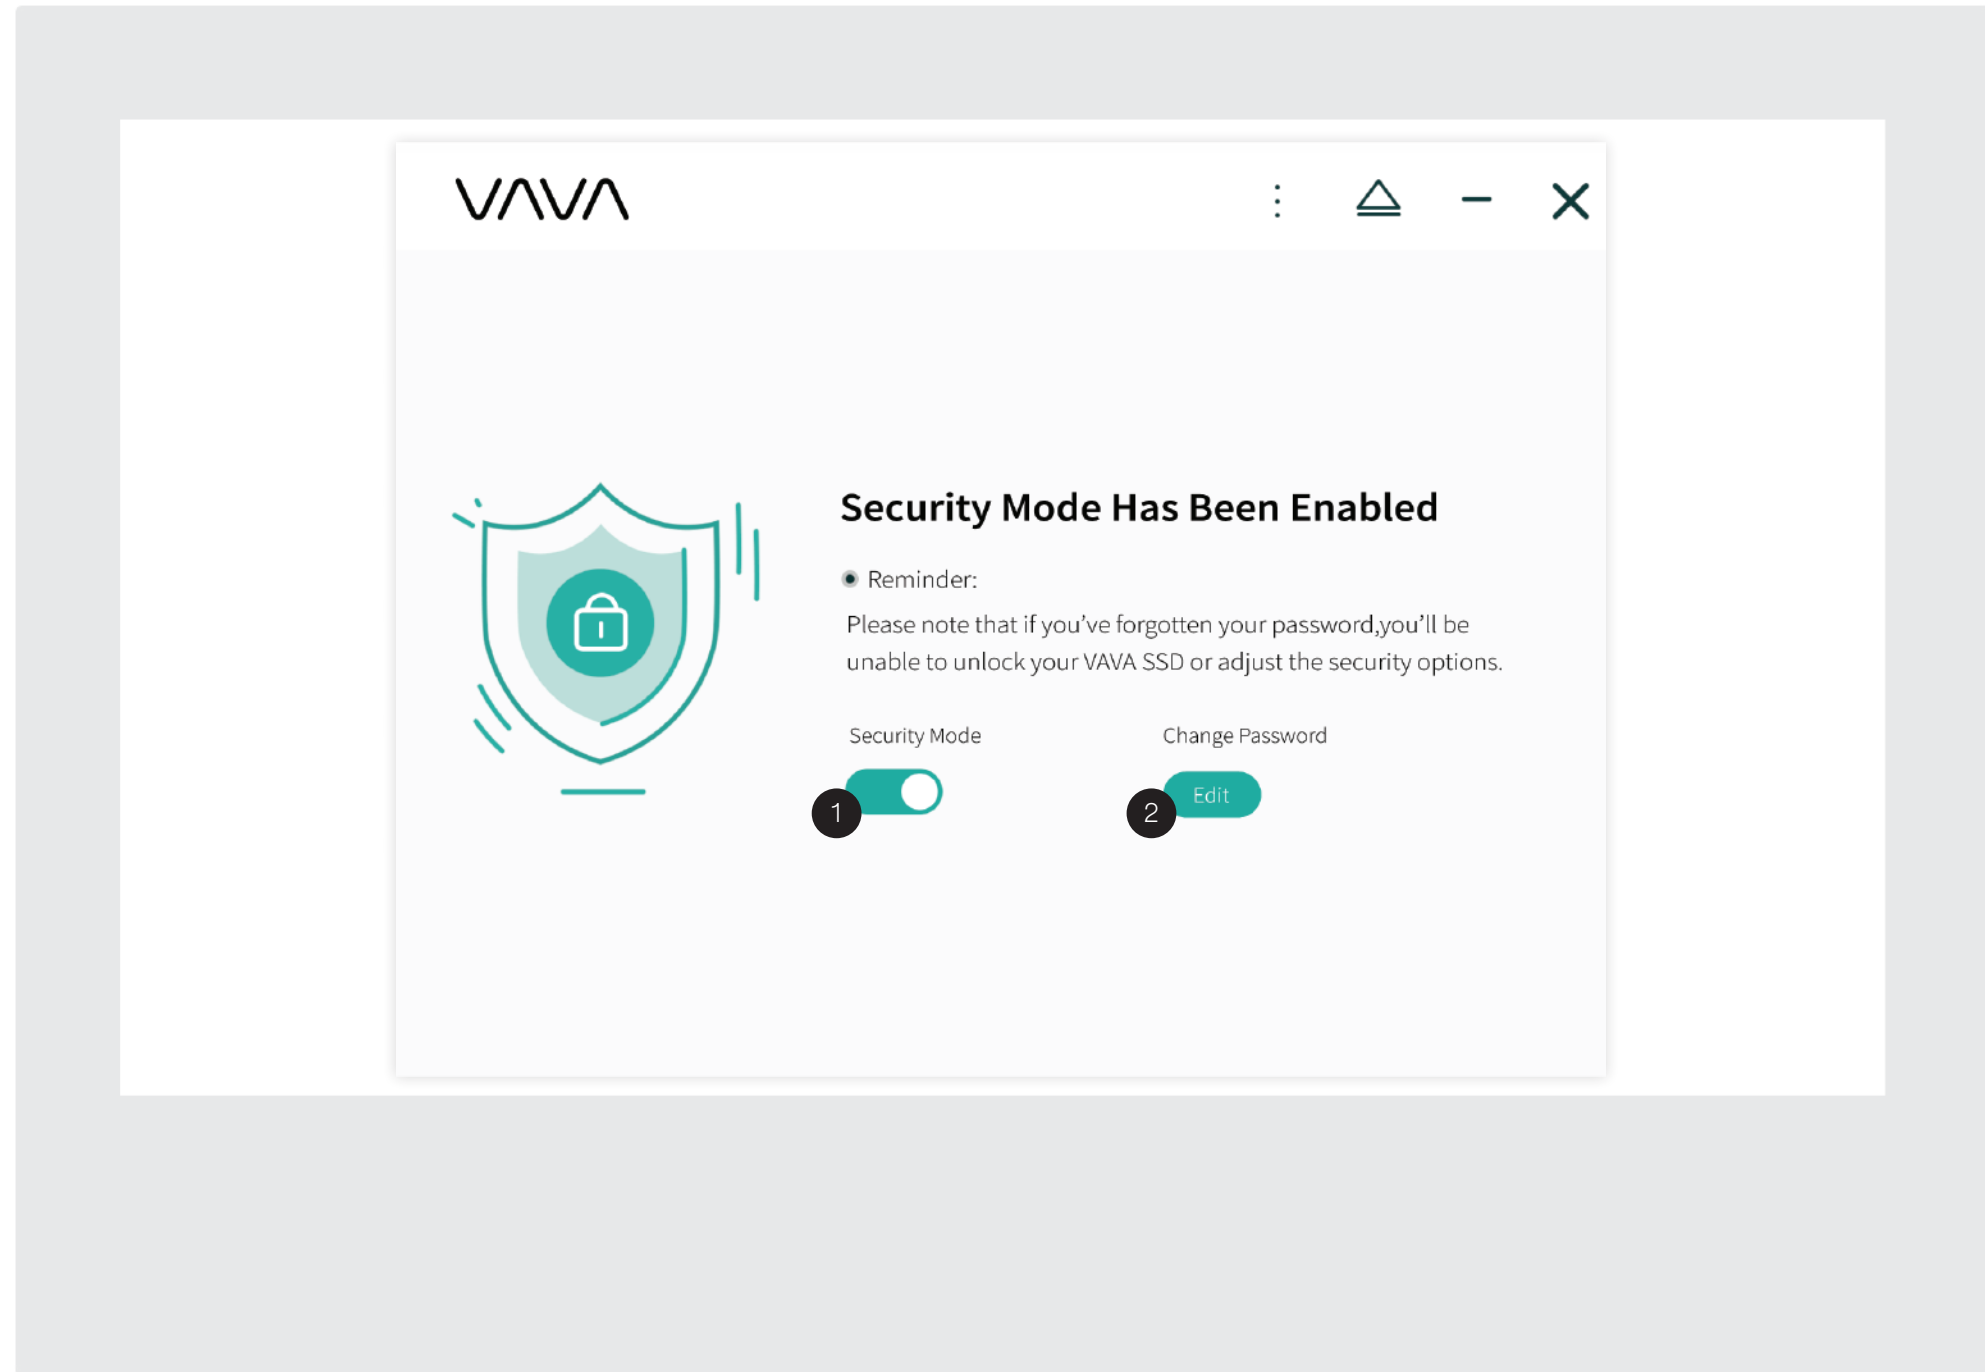 VAVA
Security Mode Has Been Enabled
Reminder:
Please note that if you've forgotten your password,you'll be
unable to unlock your VAVA SSD or adjust the security options.
Security Mode
Change Password
1
2
Edit